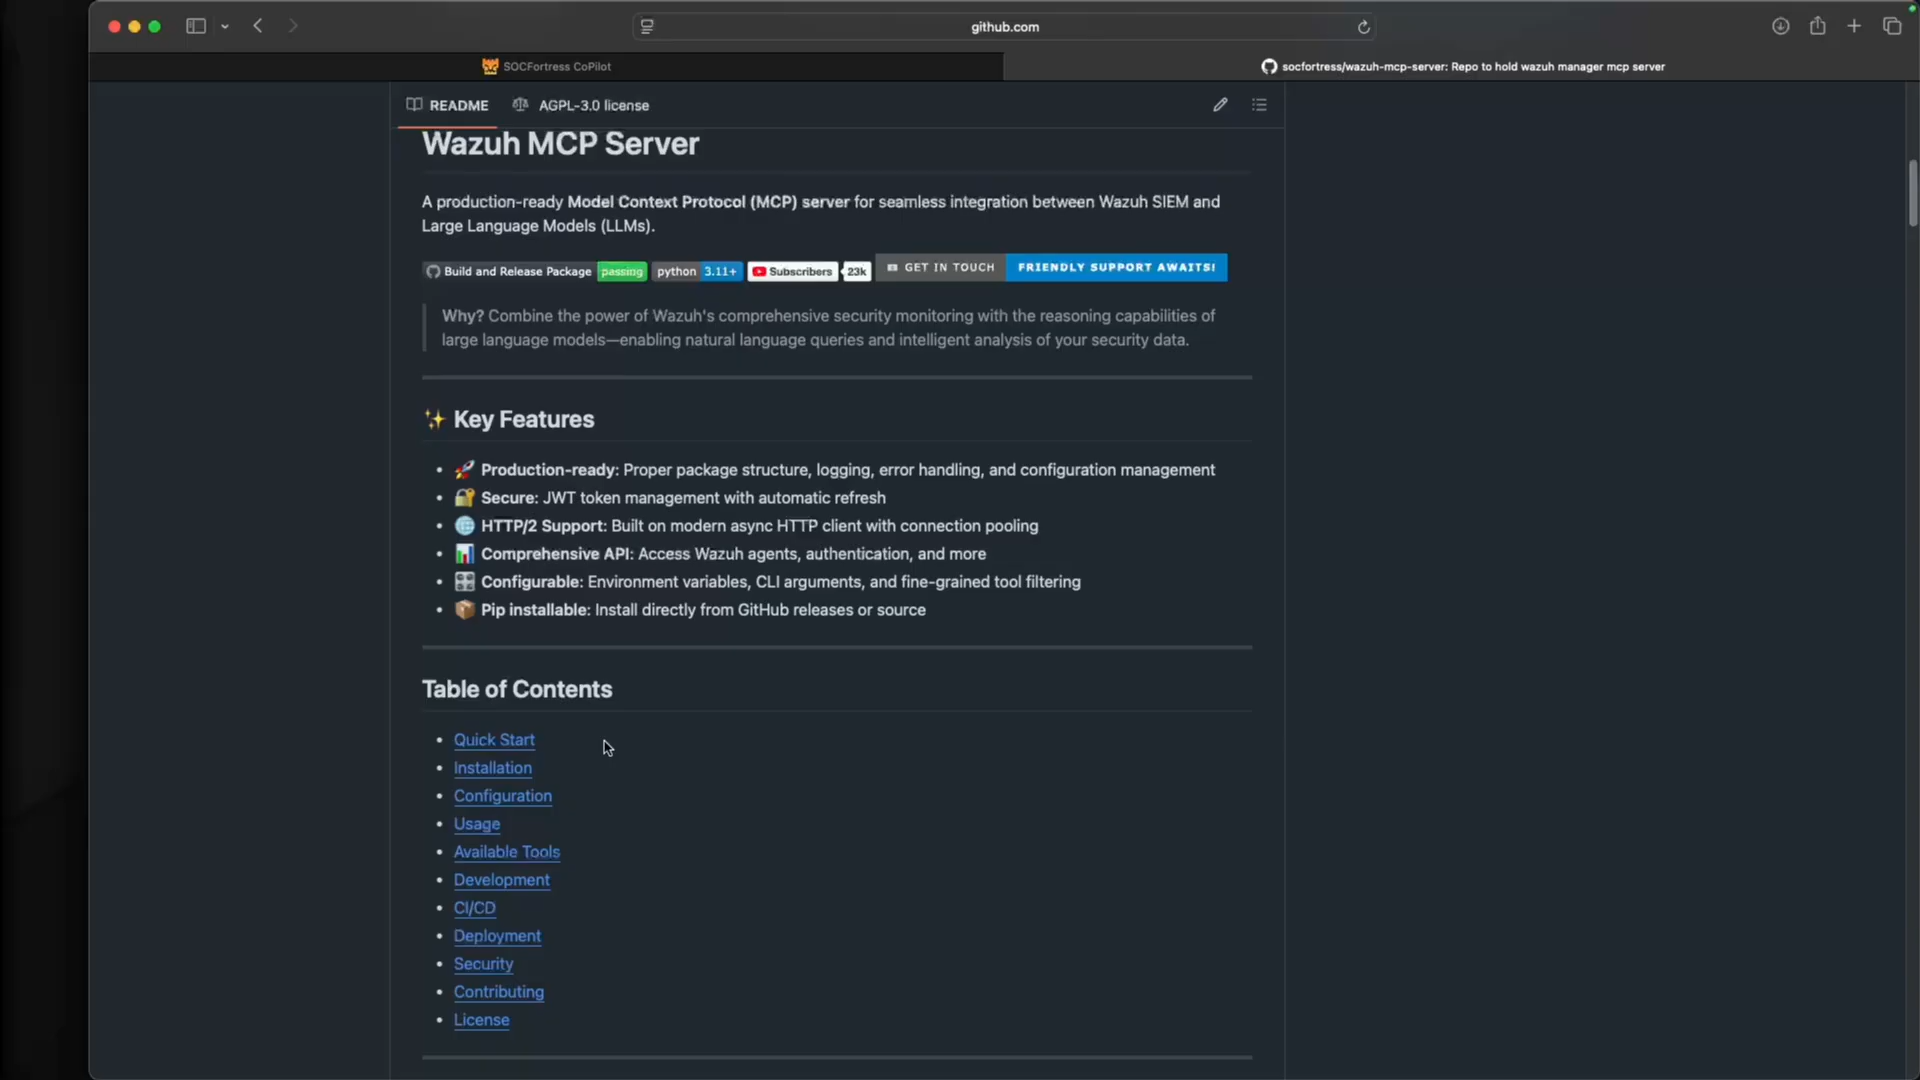 github.com
SOCFortress CoPilot
socfortress/wazuh-mcp-server: Repo to hold wazuh manager mcp server
README
AGPL-3.0 license
Wazuh MCP Server
A production-ready Model Context Protocol (MCP) server for seamless integration between Wazuh SIEM and
Large Language Models (LLMs).
Build and Release Package passing python 3.11+ Subscribers 23k GET IN TOUCH FRIENDLY SUPPORT AWAITS!
Why? Combine the power of Wazuh's comprehensive security monitoring with the reasoning capabilities of
large language models—enabling natural language queries and intelligent analysis of your security data.
✨ Key Features
• 🚀 Production-ready: Proper package structure, logging, error handling, and configuration management
• 🔐 Secure: JWT token management with automatic refresh
• 🌐 HTTP/2 Support: Built on modern async HTTP client with connection pooling
• 📊 Comprehensive API: Access Wazuh agents, authentication, and more
• 🎛️ Configurable: Environment variables, CLI arguments, and fine-grained tool filtering
• 📦 Pip installable: Install directly from GitHub releases or source
Table of Contents
• Quick Start
• Installation
• Configuration
• Usage
• Available Tools
• Development
• CI/CD
• Deployment
• Security
• Contributing
• License